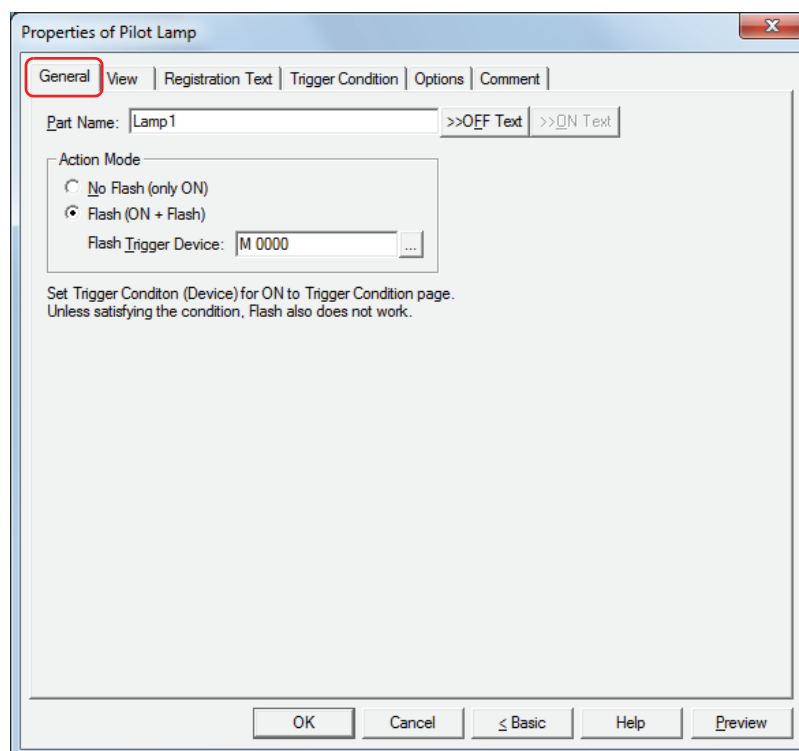 Properties of Pilot Lamp
General View Registration Text Trigger Condition Options Comment
Part Name: Lamp1 >>OFF Text >>ON Text
Action Mode
No Flash (only ON)
Flash (ON + Flash)
Flash Trigger Device: M 0000 ...
Set Trigger Conditon (Device) for ON to Trigger Condition page.
Unless satisfying the condition, Flash also does not work.
OK Cancel < Basic Help Preview